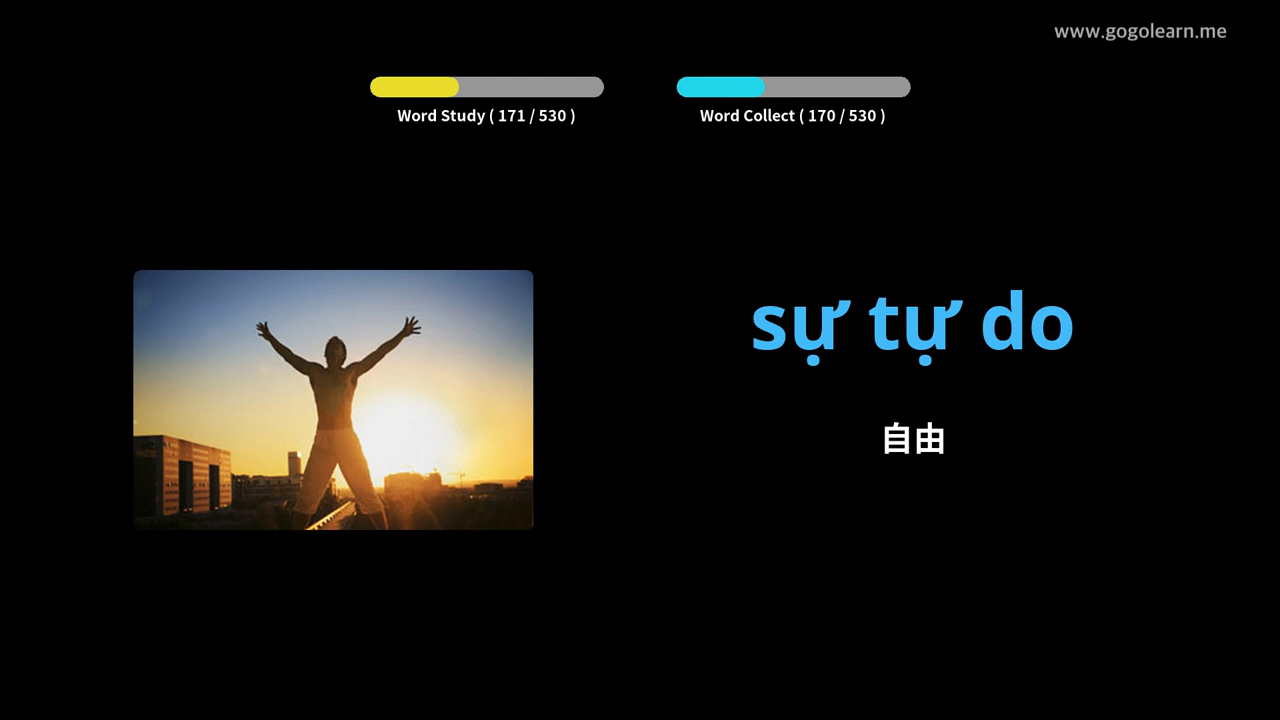 www.gogolearn.me
Word Study ( 171 / 530 )
Word Collect ( 170 / 530 )
sự tự do
自由